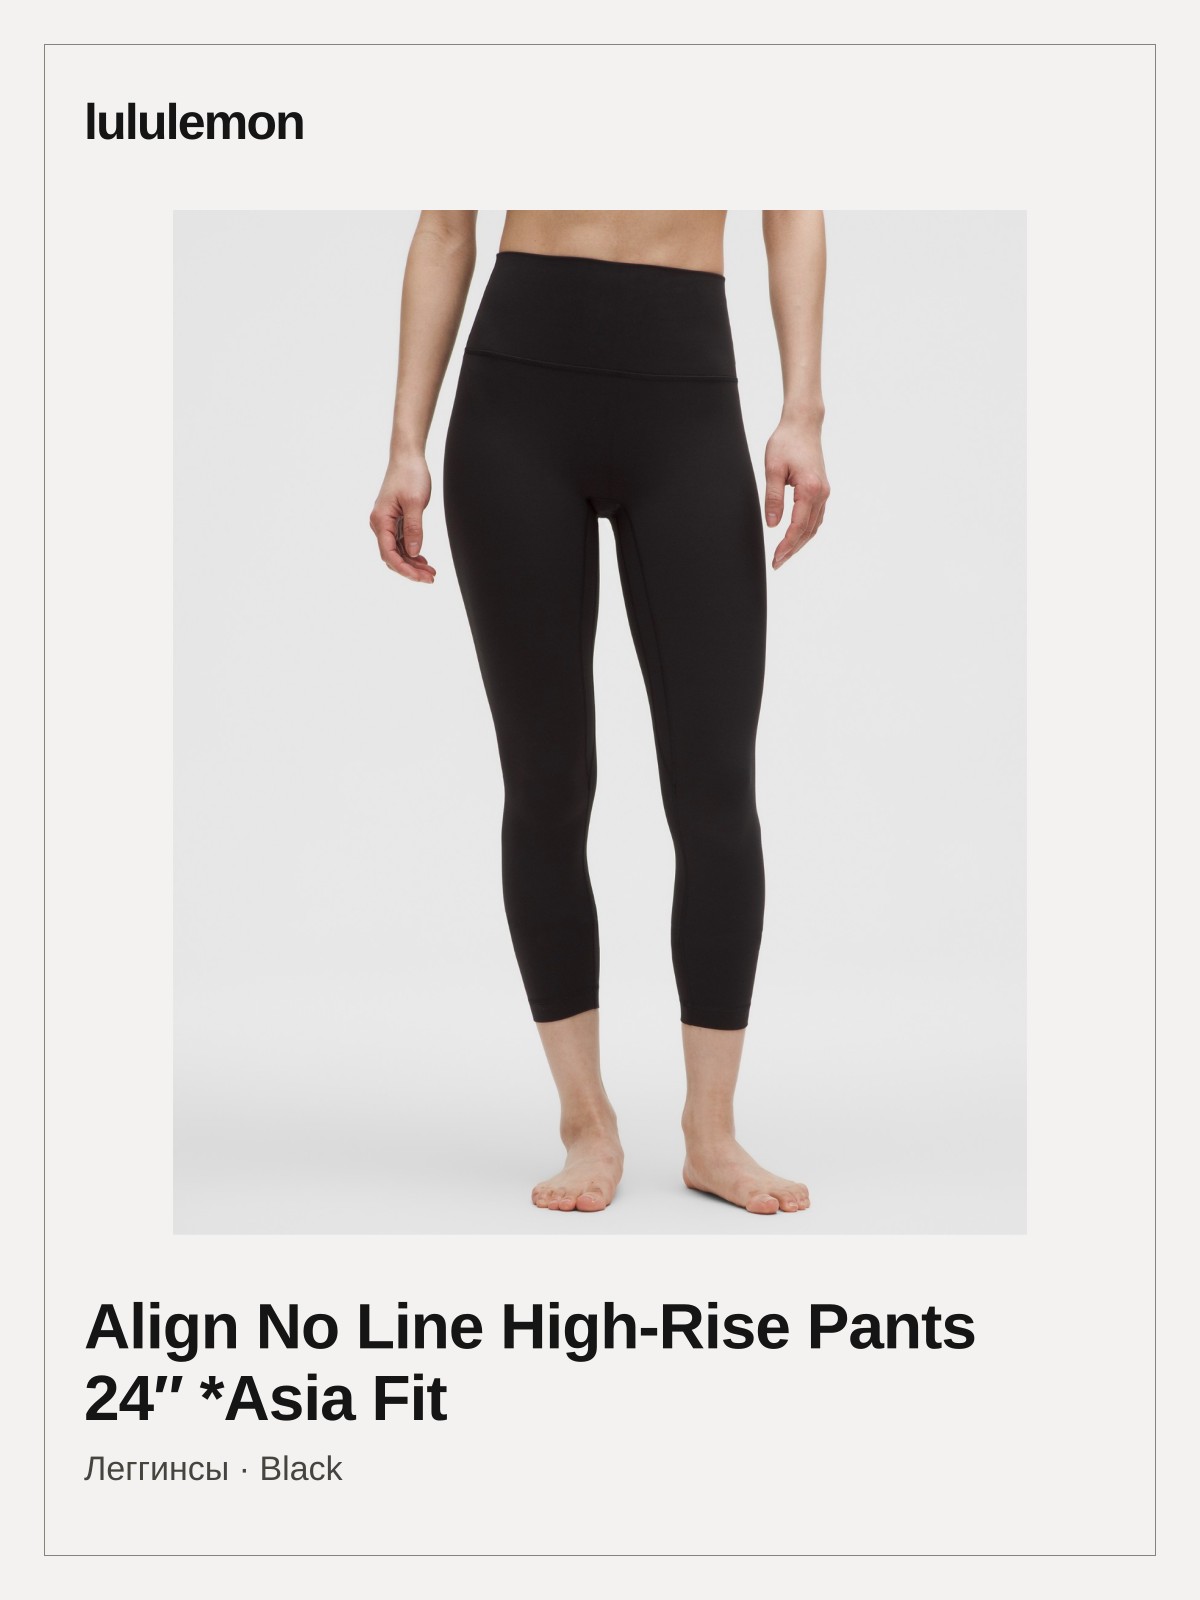 lululemon
Align No Line High-Rise Pants
24″ *Asia Fit
Леггинсы · Black